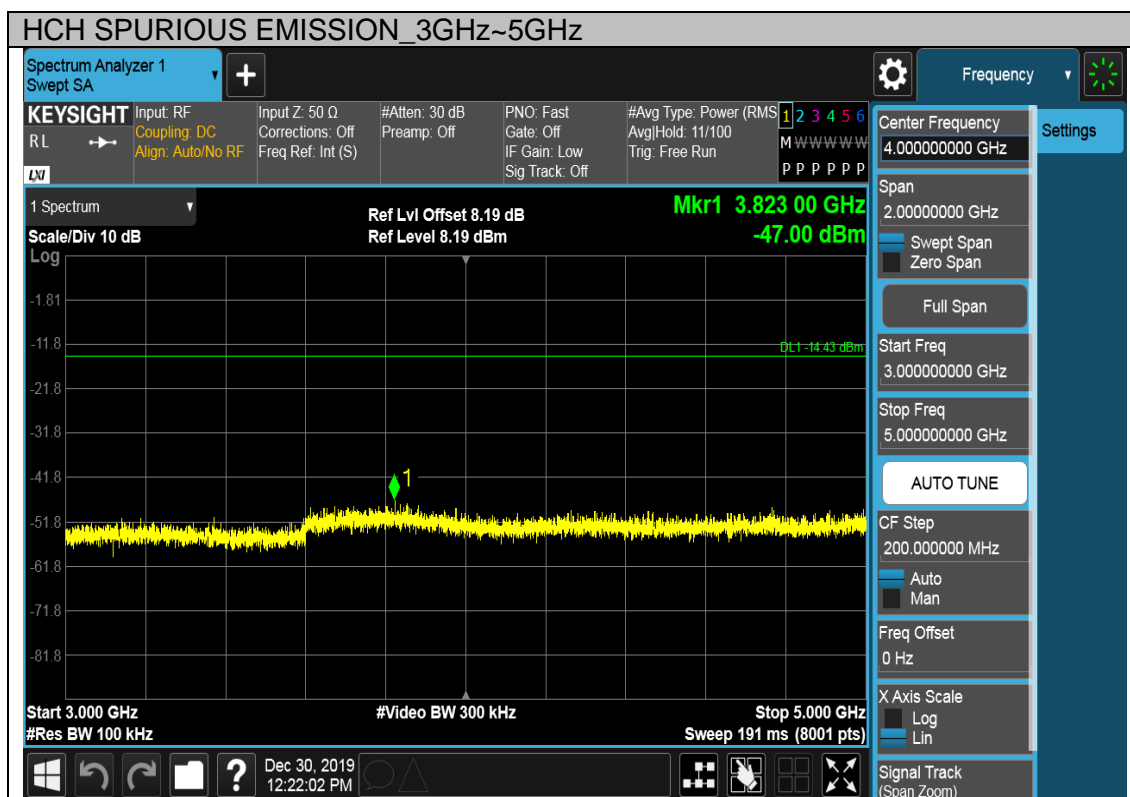 HCH SPURIOUS EMISSION_3GHz~5GHz
Spectrum Analyzer 1
Swept SA
+
Frequency
KEYSIGHT
R L
LXI
Input: RF
Coupling: DC
Align: Auto/No RF
Input Z: 50 Ω
Corrections: Off
Freq Ref: Int (S)
#Atten: 30 dB
Preamp: Off
PNO: Fast
Gate: Off
IF Gain: Low
Sig Track: Off
#Avg Type: Power (RMS
Avg|Hold: 11/100
Trig: Free Run
1 2 3 4 5 6
M W W W W W
P P P P P P
1 Spectrum
Scale/Div 10 dB
Log
Ref Lvl Offset 8.19 dB
Ref Level 8.19 dBm
Mkr1 3.823 00 GHz
-47.00 dBm
-1.81
-11.8
DL1 -14.43 dBm
-21.8
-31.8
-41.8
1
-51.8
-61.8
-71.8
-81.8
Start 3.000 GHz
#Res BW 100 kHz
#Video BW 300 kHz
Stop 5.000 GHz
Sweep 191 ms (8001 pts)
Center Frequency
4.000000000 GHz
Settings
Span
2.00000000 GHz
Swept Span
Zero Span
Full Span
Start Freq
3.000000000 GHz
Stop Freq
5.000000000 GHz
AUTO TUNE
CF Step
200.000000 MHz
Auto
Man
Freq Offset
0 Hz
X Axis Scale
Log
Lin
Signal Track
(Span Zoom)
?
Dec 30, 2019
12:22:02 PM